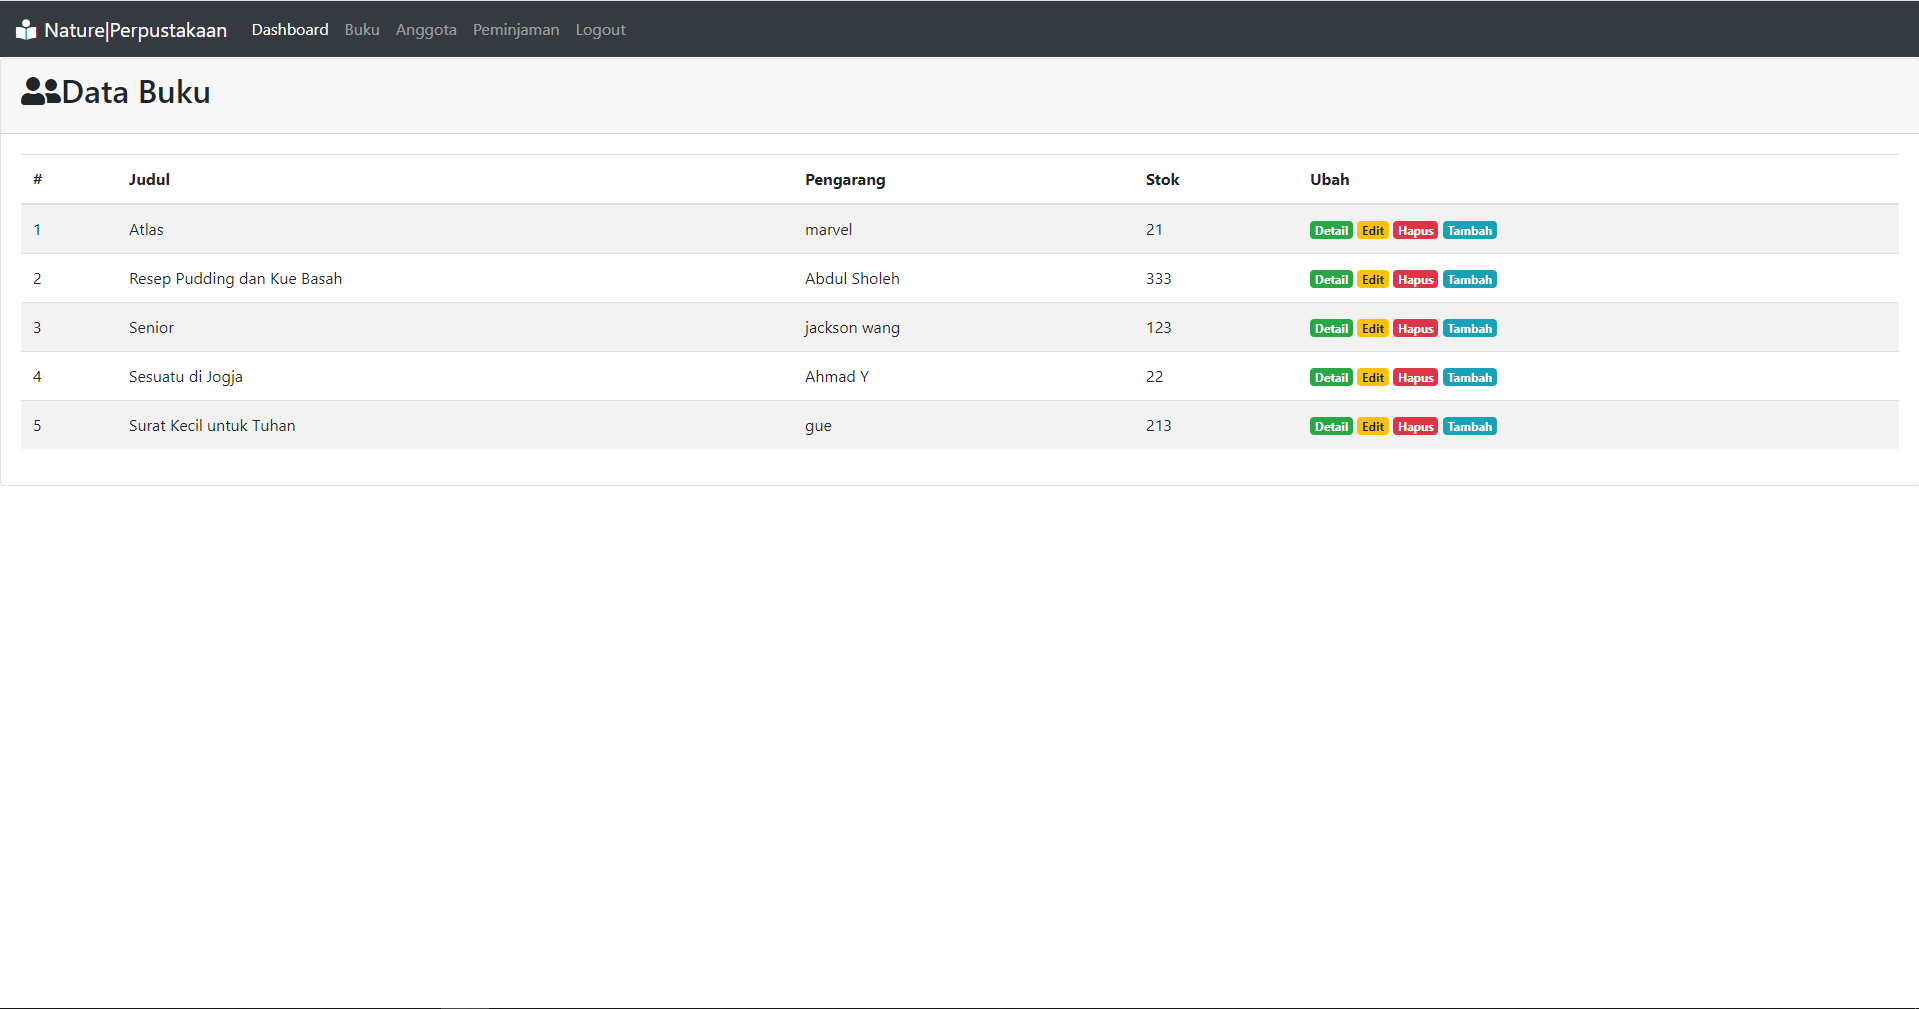 Nature|Perpustakaan Dashboard Buku Anggota Peminjaman Logout
Data Buku
# Judul Pengarang Stok Ubah
1 Atlas marvel 21 Detail Edit Hapus Tambah
2 Resep Pudding dan Kue Basah Abdul Sholeh 333 Detail Edit Hapus Tambah
3 Senior jackson wang 123 Detail Edit Hapus Tambah
4 Sesuatu di Jogja Ahmad Y 22 Detail Edit Hapus Tambah
5 Surat Kecil untuk Tuhan gue 213 Detail Edit Hapus Tambah